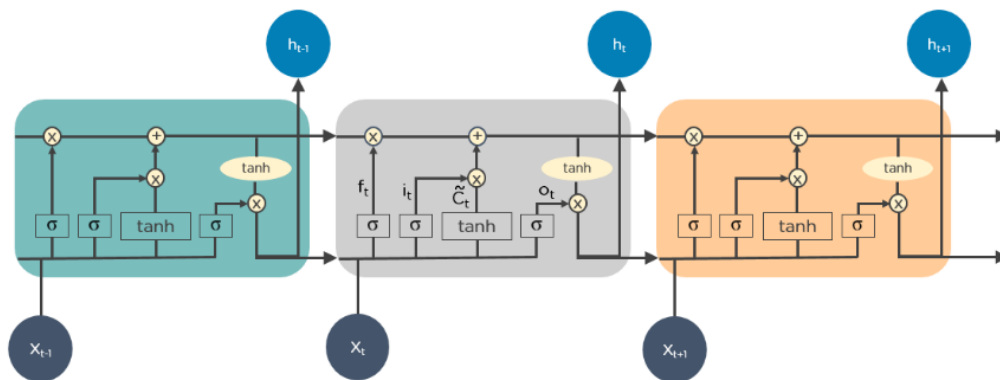 h_{t-1} h_t h_{t+1}
x + x + x +
tanh tanh tanh
f_t i_t x C̃_t o_t
x x x x x
σ σ tanh σ σ σ tanh σ σ σ tanh σ
X_{t-1} X_t X_{t+1}